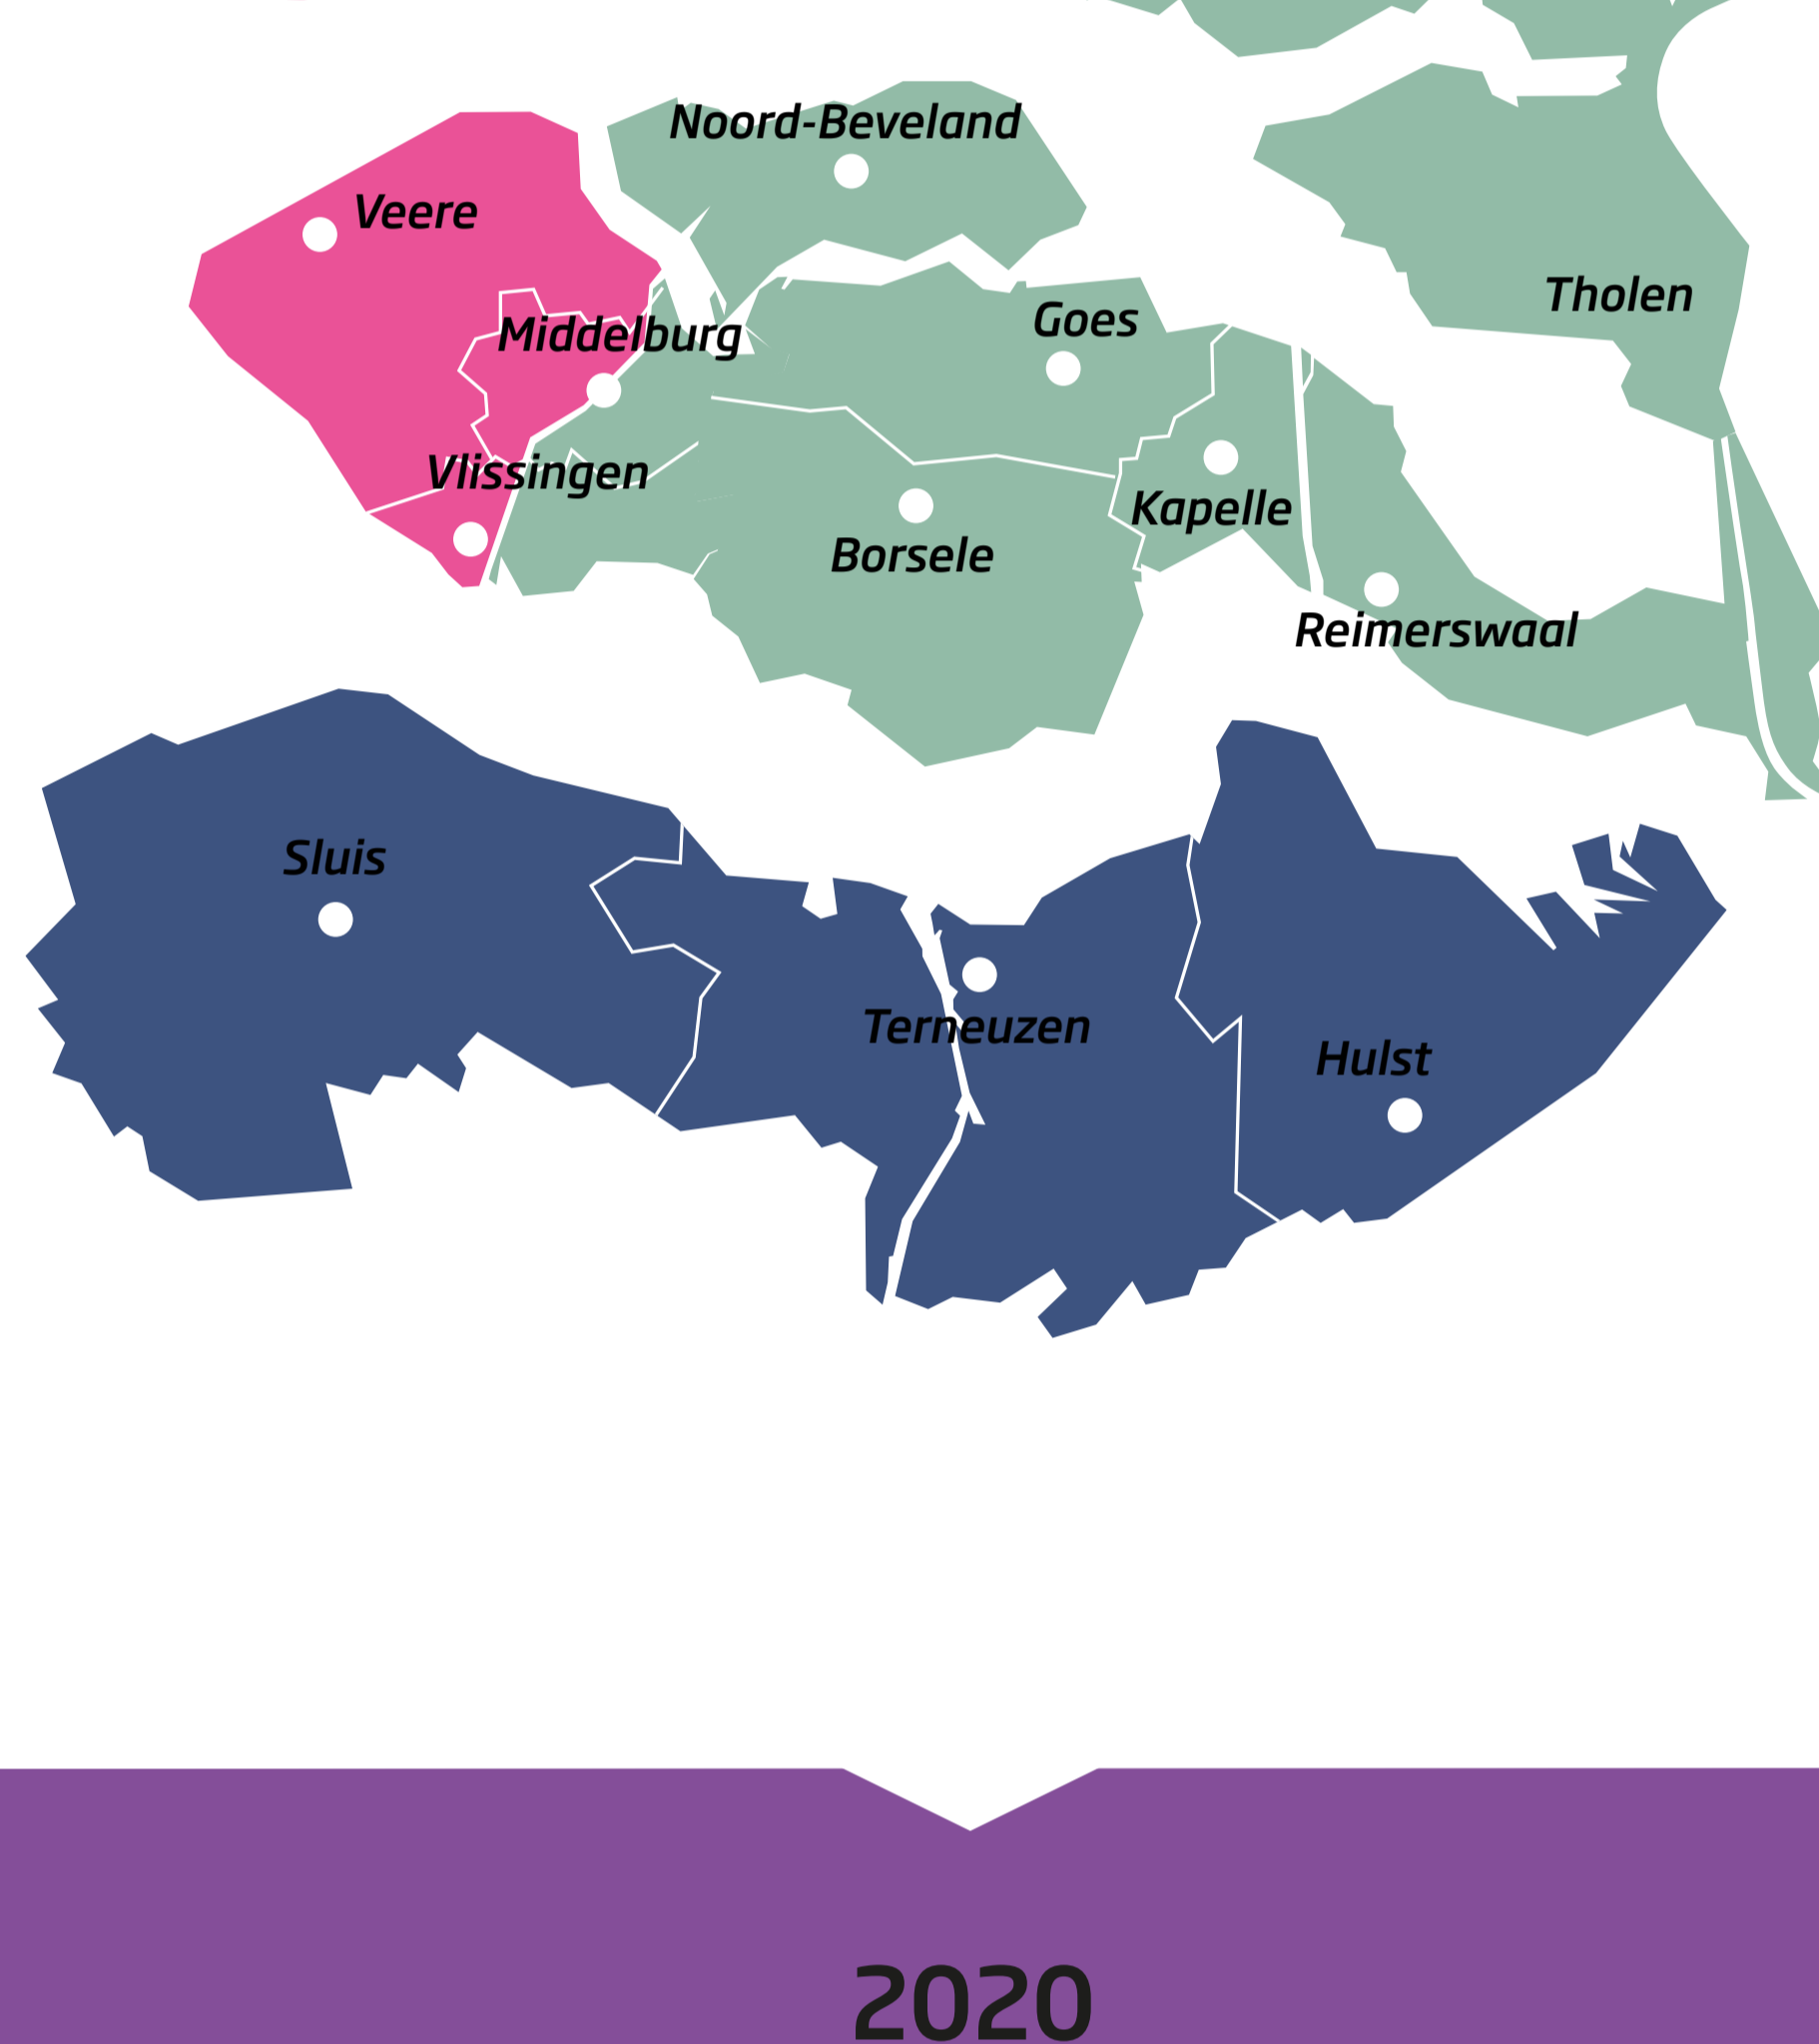 Noord-Beveland
Veere
Tholen
Goes
Middelburg
Vlissingen
Kapelle
Borsele
Reimerswaal
Sluis
Terneuzen
Hulst
2020